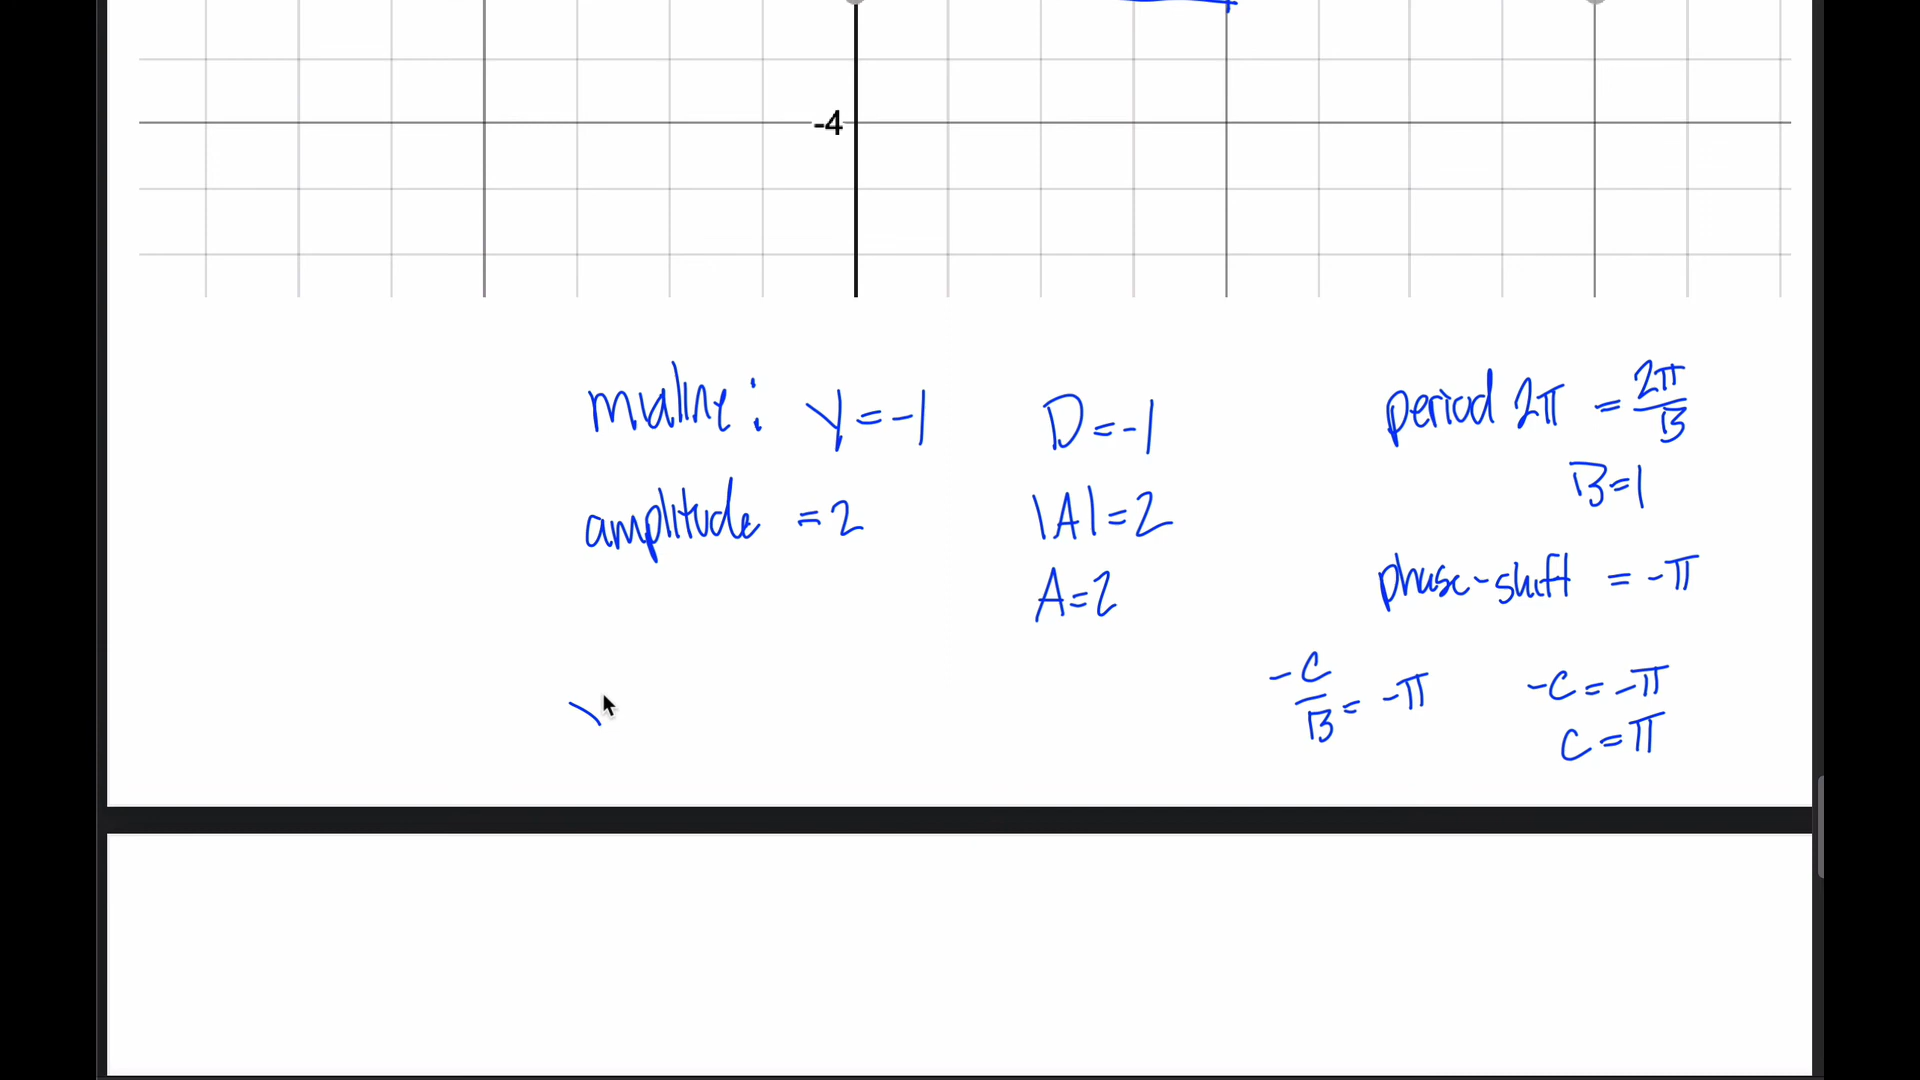 -4
midline: y = -1 D = -1 period 2π = 2π/B
B = 1
amplitude = 2 |A| = 2
A = 2 phase-shift = -π
-C/B = -π -C = -π
C = π